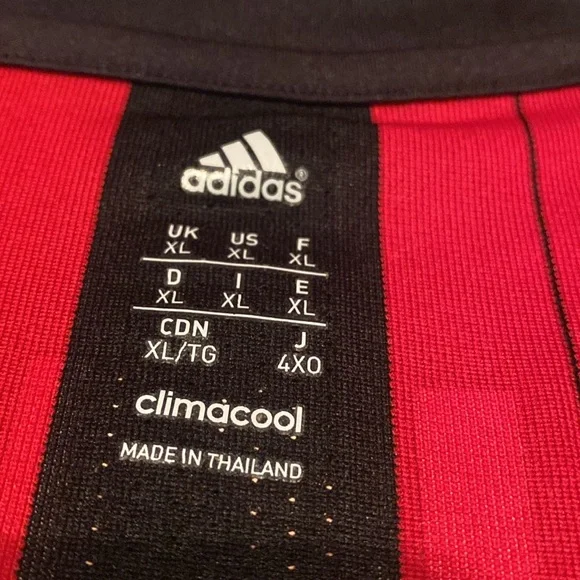 adidas®
UK US F
XL XL XL
D I E
XL XL XL
CDN J
XL/TG 4XO
climacool
MADE IN THAILAND